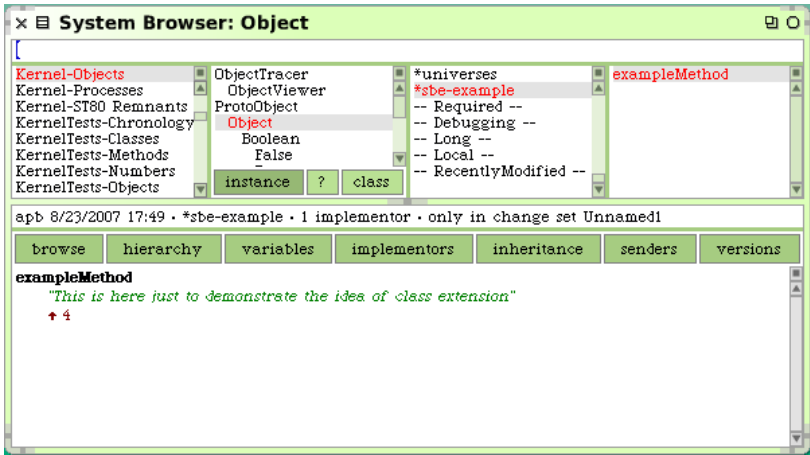 System Browser: Object
Kernel-Objects
Kernel-Processes
Kernel-ST80 Remnants
KernelTests-Chronology
KernelTests-Classes
KernelTests-Methods
KernelTests-Numbers
KernelTests-Objects
ObjectTracer
ObjectViewer
ProtoObject
Object
Boolean
False
instance ? class
*universes
*sbe-example
-- Required --
-- Debugging --
-- Long --
-- Local --
-- RecentlyModified --
exampleMethod
apb 8/23/2007 17:49 · *sbe-example · 1 implementor · only in change set Unnamed1
browse hierarchy variables implementors inheritance senders versions
exampleMethod
"This is here just to demonstrate the idea of class extension"
↑ 4